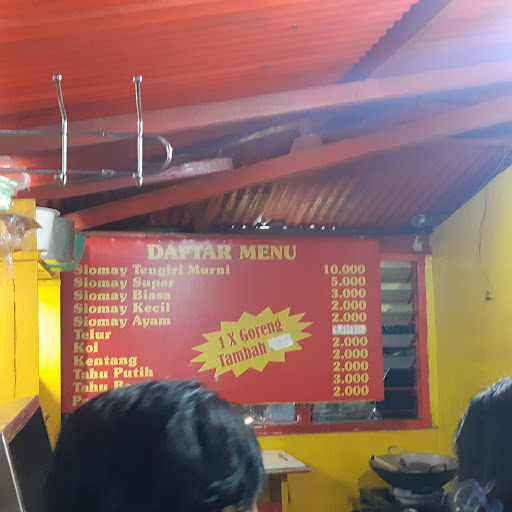 DAFTAR MENU
Siomay Tengiri Murni 10.000
Siomay Super 5.000
Siomay Biasa 3.000
Siomay Kecil 2.000
Siomay Ayam 2.000
Telur
Kol 2.000
Kentang 2.000
Tahu Putih 2.000
Tahu 3.000
2.000
1 X Goreng
Tambah